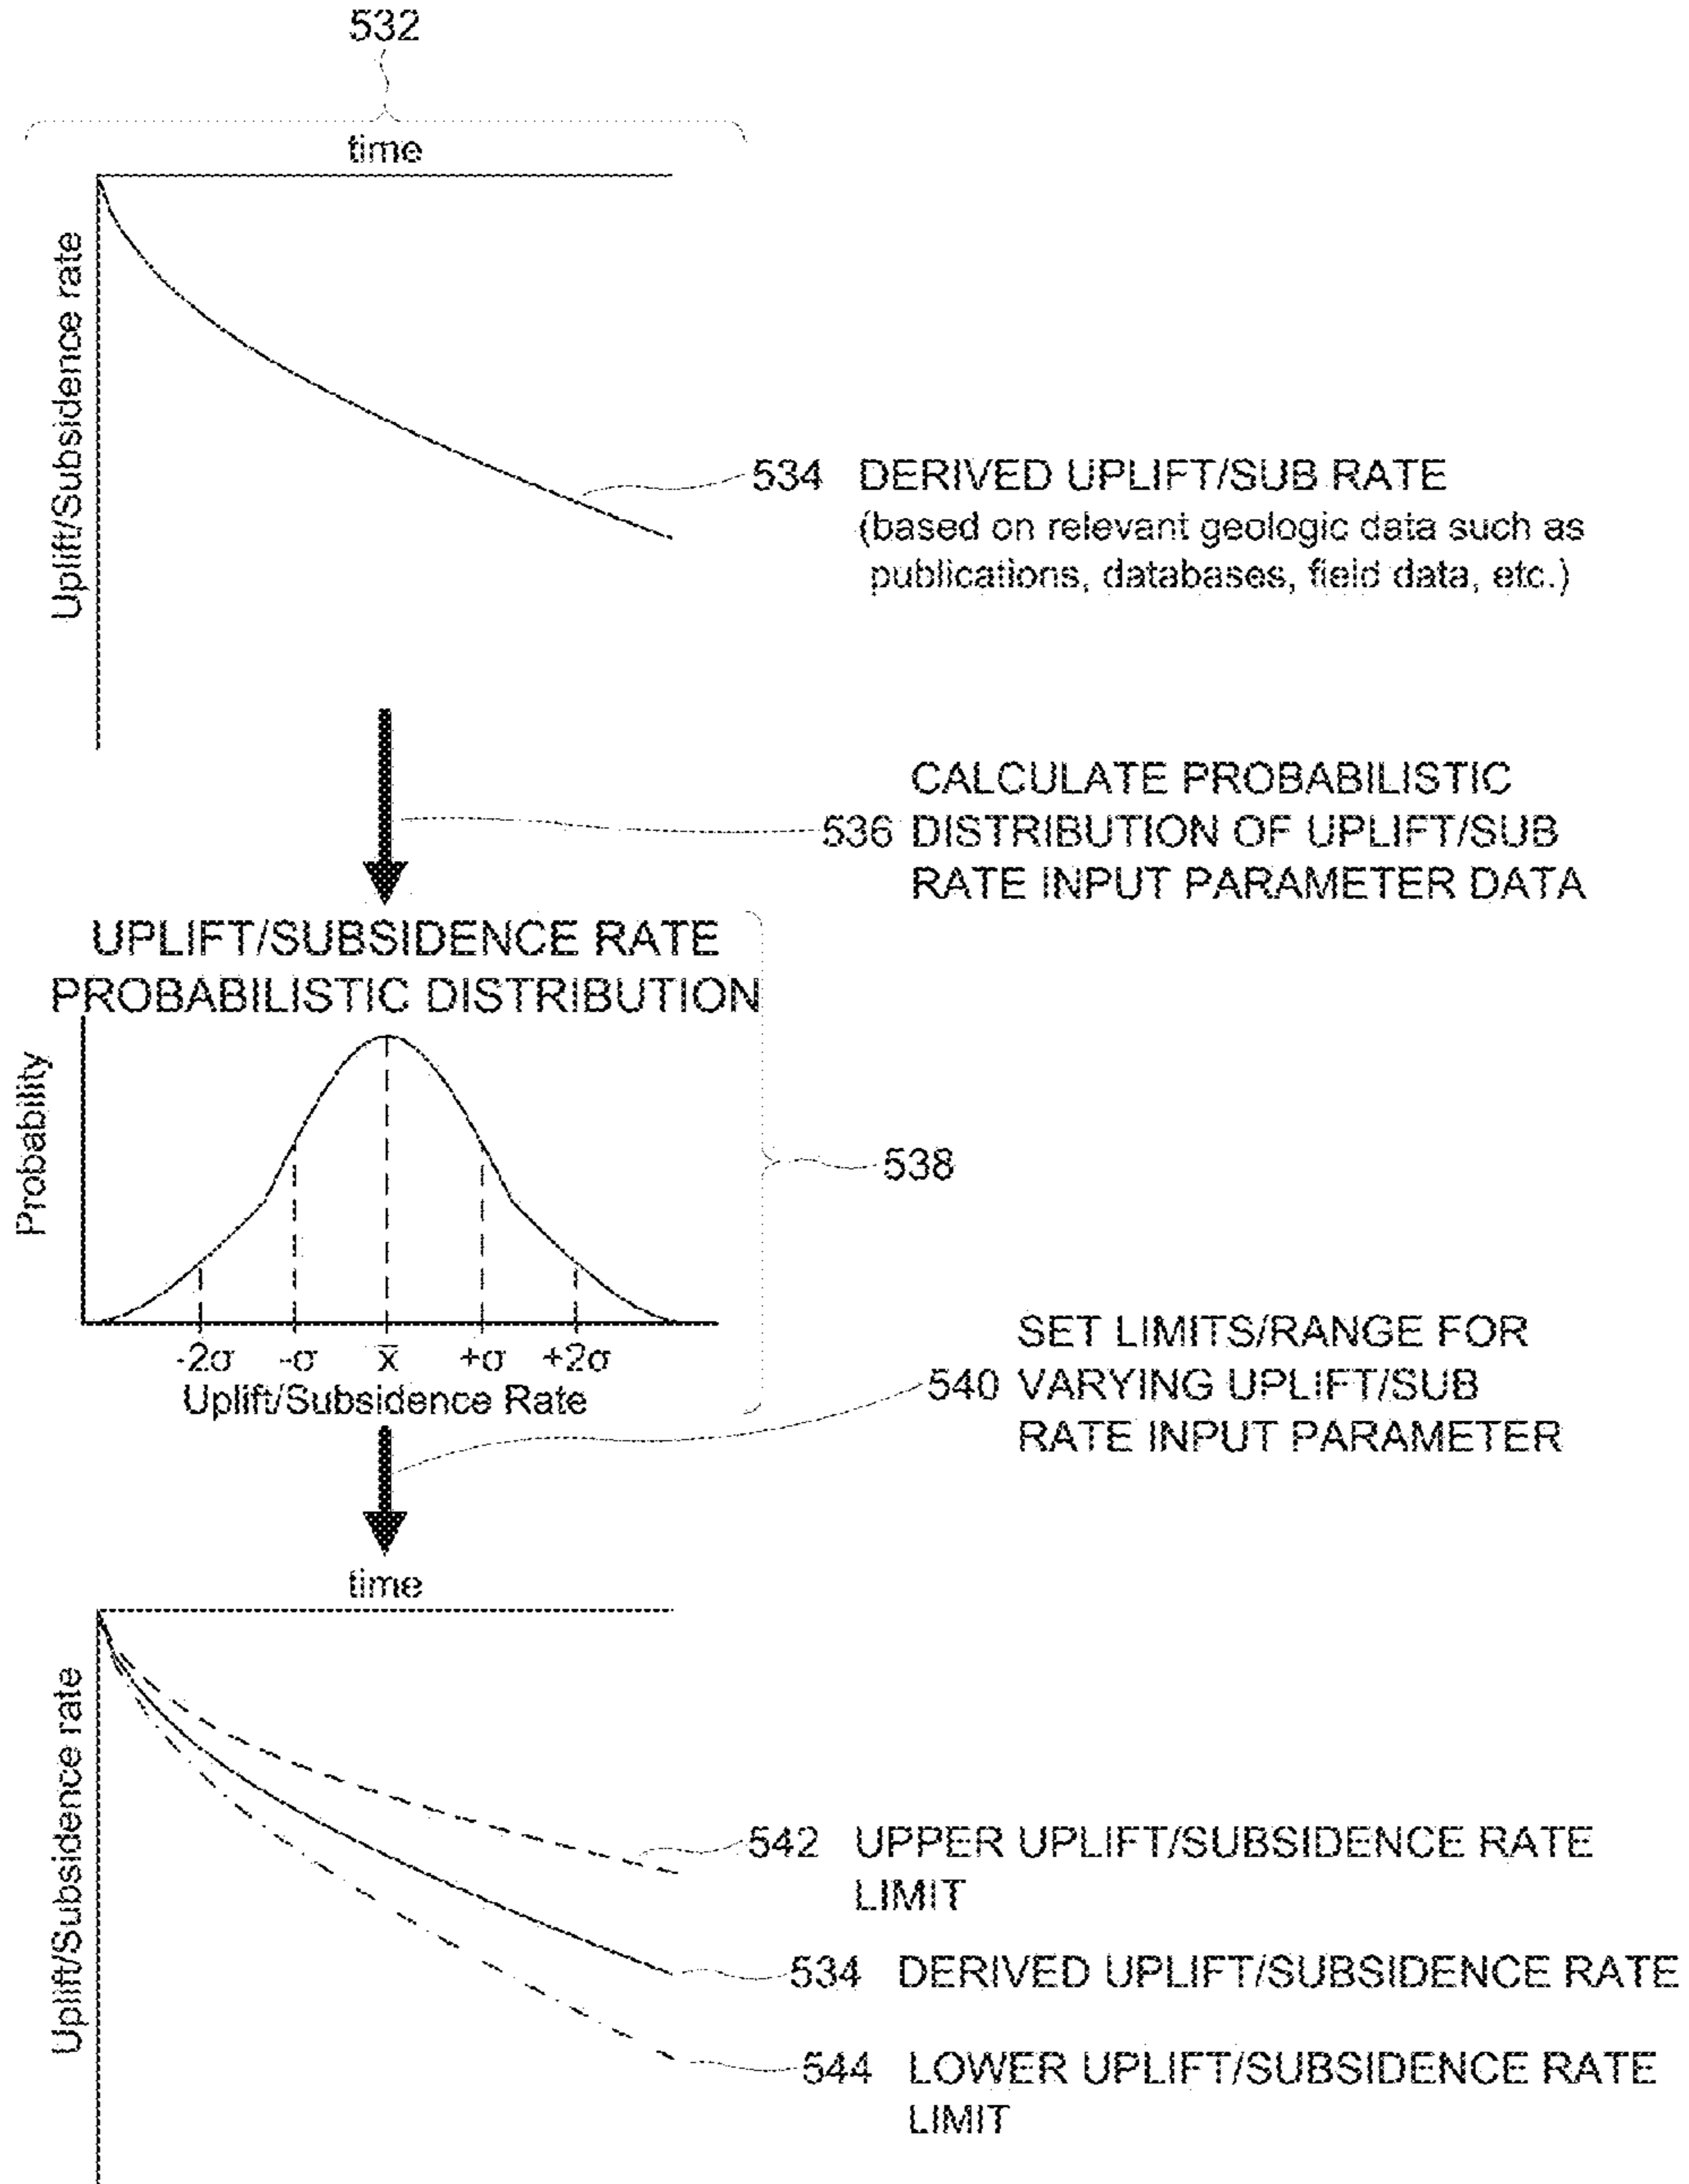 532
time
Uplift/Subsidence rate
534 DERIVED UPLIFT/SUB RATE
(based on relevant geologic data such as
publications, databases, field data, etc.)
CALCULATE PROBABILISTIC
536 DISTRIBUTION OF UPLIFT/SUB
RATE INPUT PARAMETER DATA
UPLIFT/SUBSIDENCE RATE
PROBABILISTIC DISTRIBUTION
Probability
538
-2σ -σ x̄ +σ +2σ
Uplift/Subsidence Rate
SET LIMITS/RANGE FOR
540 VARYING UPLIFT/SUB
RATE INPUT PARAMETER
time
Uplift/Subsidence rate
542 UPPER UPLIFT/SUBSIDENCE RATE
LIMIT
534 DERIVED UPLIFT/SUBSIDENCE RATE
544 LOWER UPLIFT/SUBSIDENCE RATE
LIMIT